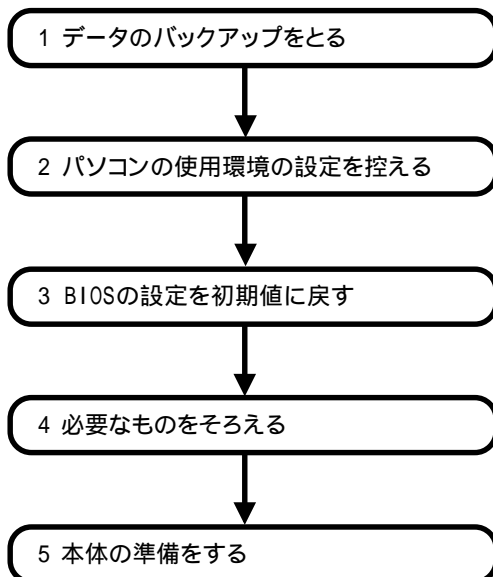 1 データのバックアップをとる
2 パソコンの使用環境の設定を控える
3 BIOSの設定を初期値に戻す
4 必要なものをそろえる
5 本体の準備をする